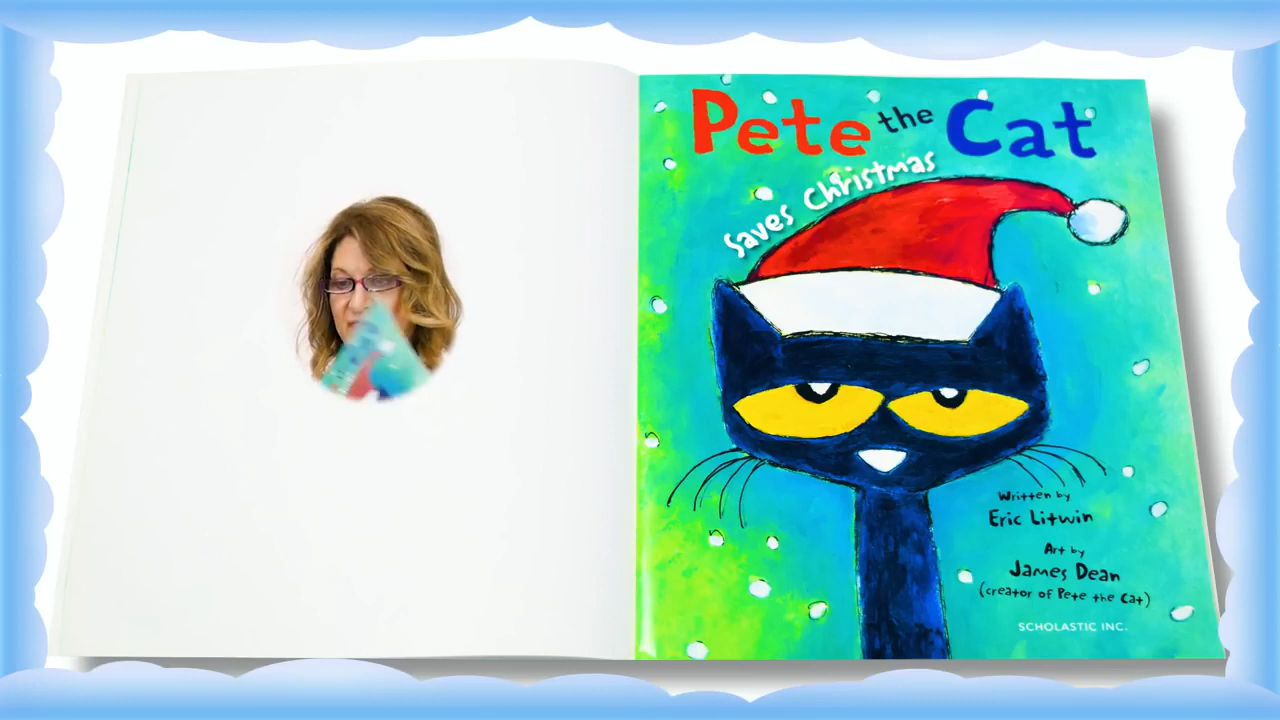 Pete the Cat
Saves Christmas
Written by
Eric Litwin
Art by
James Dean
(creator of Pete the Cat)
SCHOLASTIC INC.